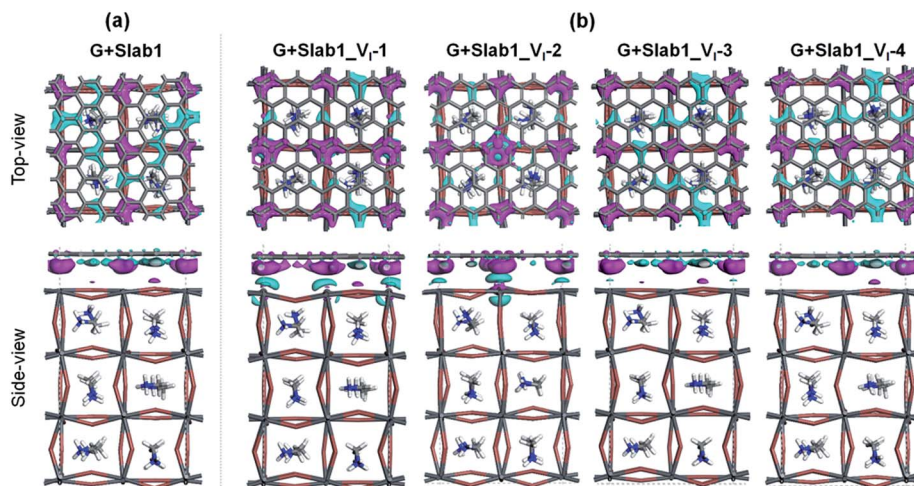 (a)
(b)
G+Slab1
G+Slab1_VI-1
G+Slab1_VI-2
G+Slab1_VI-3
G+Slab1_VI-4
Top-view
Side-view